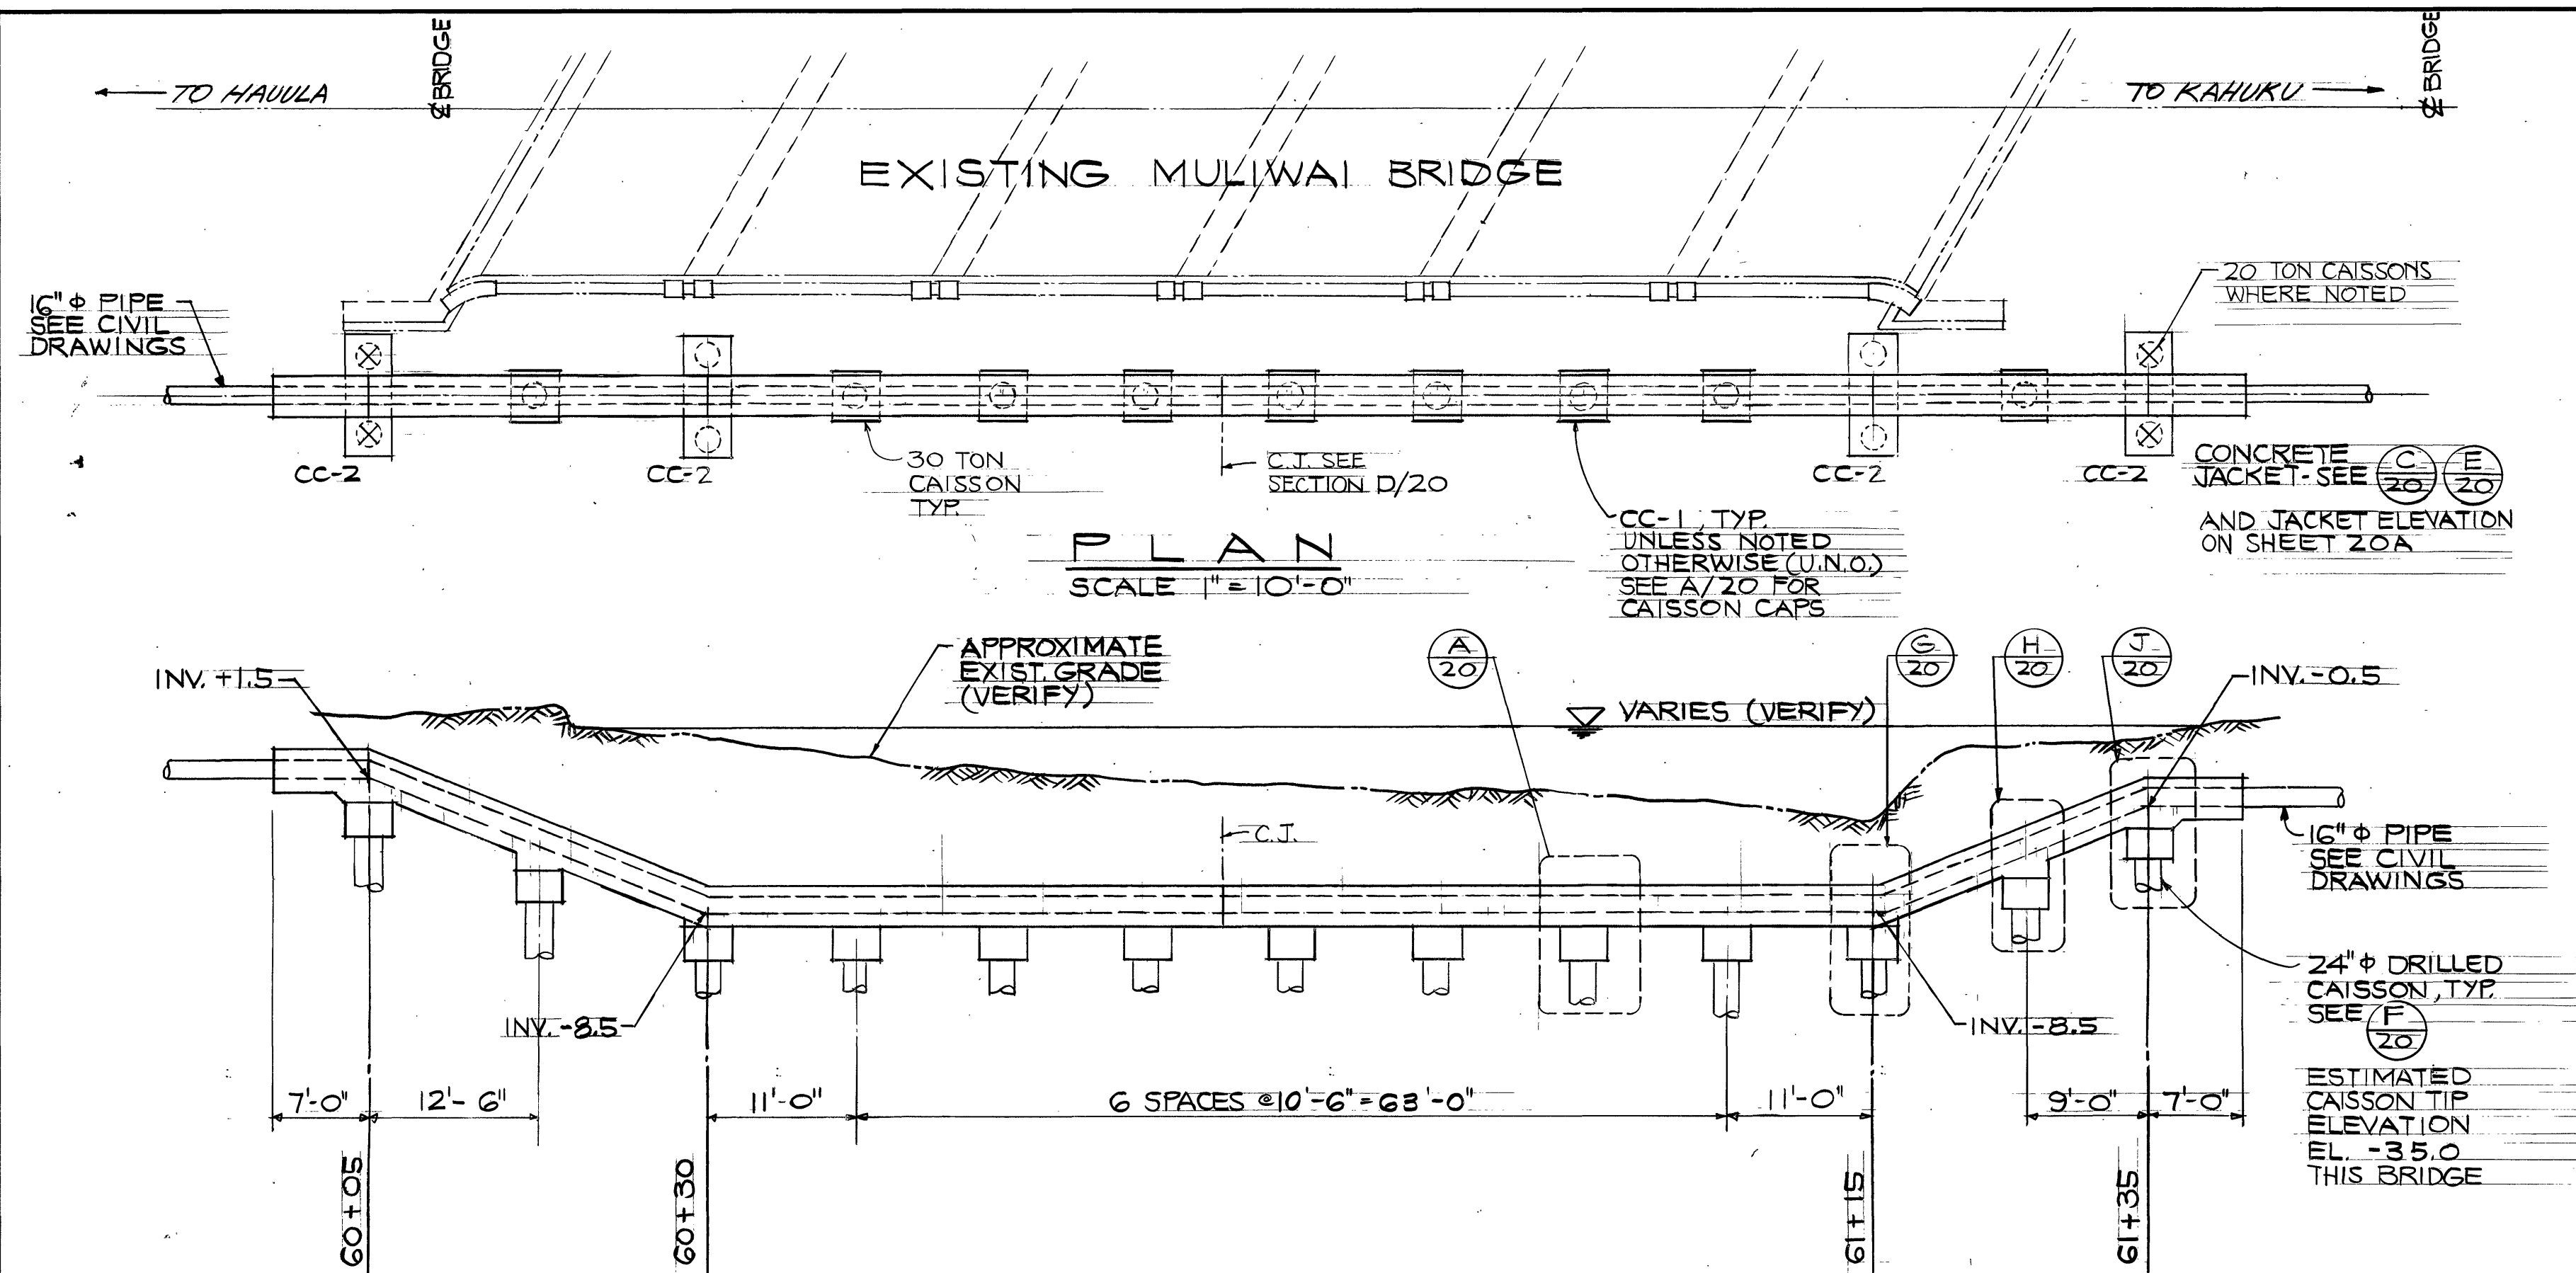 ℄ BRIDGE
℄ BRIDGE
← TO HAUULA
TO KAHUKU →
EXISTING MULIWAI BRIDGE
16" φ PIPE
SEE CIVIL
DRAWINGS
20 TON CAISSONS
WHERE NOTED
CC-2
CC-2
30 TON
CAISSON
TYP.
C.J. SEE
SECTION D/20
CC-2
CC-2
CONCRETE
JACKET-SEE C/20 E/20
AND JACKET ELEVATION
ON SHEET 20A
CC-1, TYP.
UNLESS NOTED
OTHERWISE (U.N.O.)
SEE A/20 FOR
CAISSON CAPS
PLAN
SCALE 1" = 10'-0"
INV. +1.5
APPROXIMATE
EXIST. GRADE
(VERIFY)
A
20
G
20
H
20
J
20
INV. -0.5
VARIES (VERIFY)
C.J.
16" φ PIPE
SEE CIVIL
DRAWINGS
INV. -8.5
INV. -8.5
24" φ DRILLED
CAISSON, TYP.
SEE F/20
ESTIMATED
CAISSON TIP
ELEVATION
EL. -35.0
THIS BRIDGE
7'-0" 12'-6" 11'-0" 6 SPACES @10'-6" = 63'-0" 11'-0" 9'-0" 7'-0"
60+05
60+30
61+15
61+35